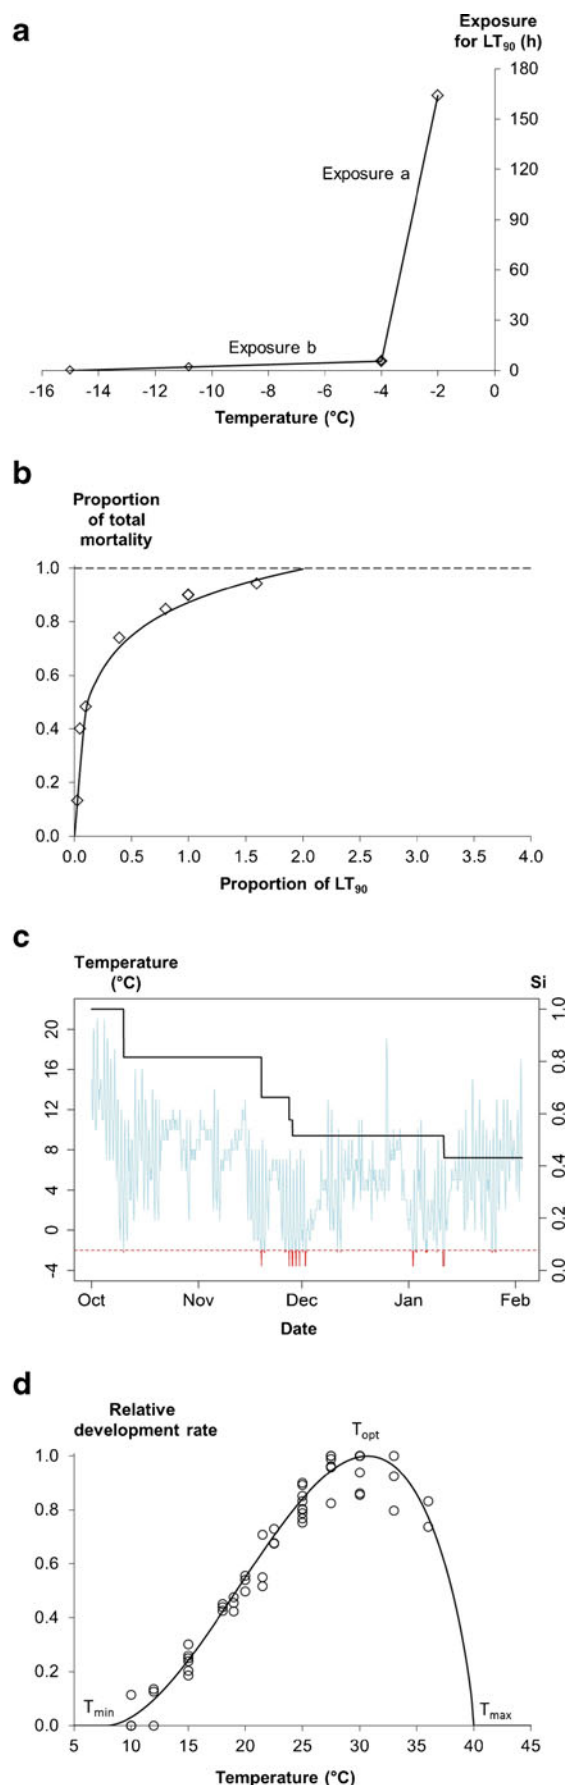 a
Exposure
for LT90 (h)
180
150
120
90
60
30
0
Exposure a
Exposure b
-16 -14 -12 -10 -8 -6 -4 -2 0
Temperature (°C)
b
Proportion
of total
mortality
1.0
0.8
0.6
0.4
0.2
0.0
0.0 0.5 1.0 1.5 2.0 2.5 3.0 3.5 4.0
Proportion of LT90
c
Temperature
(°C)
Si
20
16
12
8
4
0
-4
1.0
0.8
0.6
0.4
0.2
0.0
Oct Nov Dec Jan Feb
Date
d
Relative
development rate
Topt
1.0
0.8
0.6
0.4
0.2
0.0
Tmin
Tmax
5 10 15 20 25 30 35 40 45
Temperature (°C)